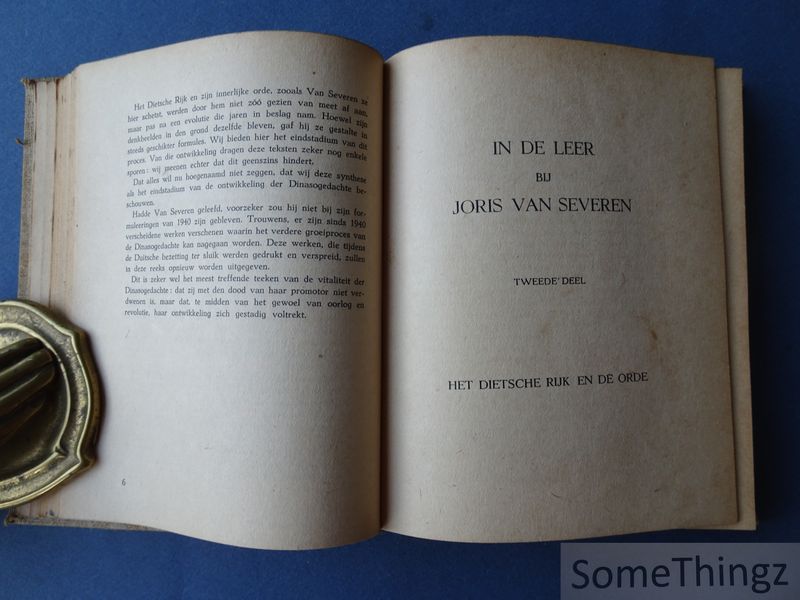 Het Dietsche Rijk en zijn innerlijke orde, zooals Van Severen ze
hier schetst, werden door hem niet zóó gezien van meet af aan,
maar pas na een evolutie die jaren in beslag nam. Hoewel zijn
denkbeelden in den grond dezelfde bleven, gaf hij ze gestalte in
steeds geschikter formules. Wij bieden hier het eindstadium van dit
proces. Van die ontwikkeling dragen deze teksten zeker nog enkele
sporen : wij meenen echter dat dit geenszins hindert.
Dat alles wil nu hoegenaamd niet zeggen, dat wij deze synthese
als het eindstadium van de ontwikkeling der Dinasogedachte be-
schouwen.
Hadde Van Severen geleefd, voorzeker zou hij niet bij zijn for-
muleeringen van 1940 zijn gebleven. Trouwens, er zijn sinds 1940
verscheidene werken verschenen waarin het verdere groeiproces van
de Dinasogedachte kan nagegaan worden. Deze werken, die tijdens
de Duitsche bezetting ter sluik werden gedrukt en verspreid, zullen
in deze reeks opnieuw worden uitgegeven.
Dit is zeker wel het meest treffende teeken van de vitaliteit der
Dinasogedachte : dat zij met den dood van haar promotor niet ver-
dwenen is, maar dat, te midden van het gewoel van oorlog en
revolutie, haar ontwikkeling zich gestadig voltrekt.
6
IN DE LEER
BIJ
JORIS VAN SEVEREN
TWEEDE DEEL
HET DIETSCHE RIJK EN DE ORDE
SomeThingz